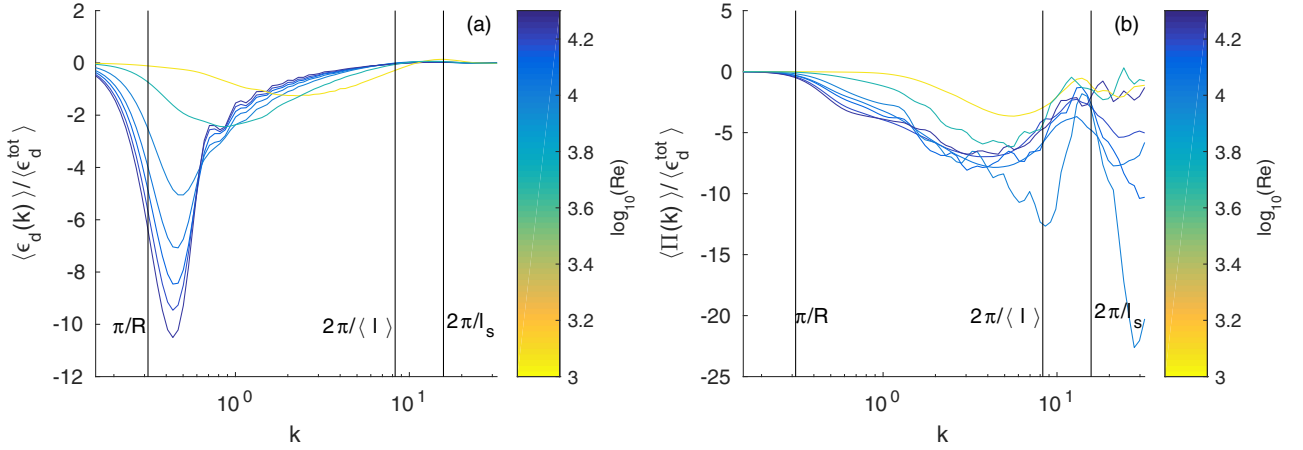 (a)
2
0
-2
-4
-6
-8
-10
-12
⟨ϵ_d(k)⟩/⟨ϵ_d^tot⟩
π/R
2π/⟨l⟩
2π/l_s
10^0
10^1
k
4.2
4
3.8
3.6
3.4
3.2
3
log_10(Re)
(b)
5
0
-5
-10
-15
-20
-25
⟨Π(k)⟩/⟨ϵ_d^tot⟩
π/R
2π/⟨l⟩
2π/l_s
10^0
10^1
k
4.2
4
3.8
3.6
3.4
3.2
3
log_10(Re)